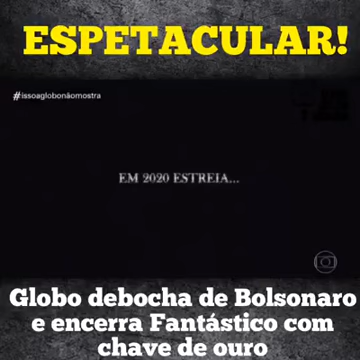 ESPETACULAR!
#issoaglobonãomostra
EM 2020 ESTREIA...
Globo debocha de Bolsonaro
e encerra Fantástico com
chave de ouro